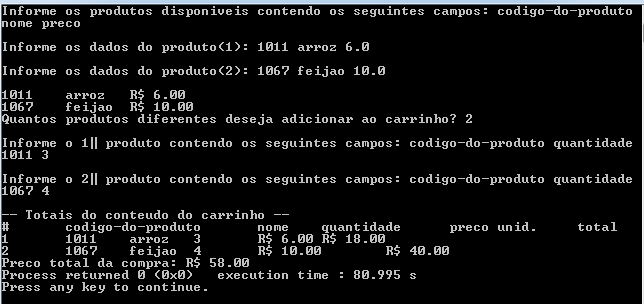 Informe os produtos disponiveis contendo os seguintes campos: codigo-do-produto
nome preco
Informe os dados do produto(1): 1011 arroz 6.0
Informe os dados do produto(2): 1067 feijao 10.0
1011 arroz R$ 6.00
1067 feijao R$ 10.00
Quantos produtos diferentes deseja adicionar ao carrinho? 2
Informe o 1║ produto contendo os seguintes campos: codigo-do-produto quantidade
1011 3
Informe o 2║ produto contendo os seguintes campos: codigo-do-produto quantidade
1067 4
-- Totais do conteudo do carrinho --
# codigo-do-produto nome quantidade preco unid. total
1 1011 arroz 3 R$ 6.00 R$ 18.00
2 1067 feijao 4 R$ 10.00 R$ 40.00
Preco total da compra: R$ 58.00
Process returned 0 (0x0) execution time : 80.995 s
Press any key to continue.